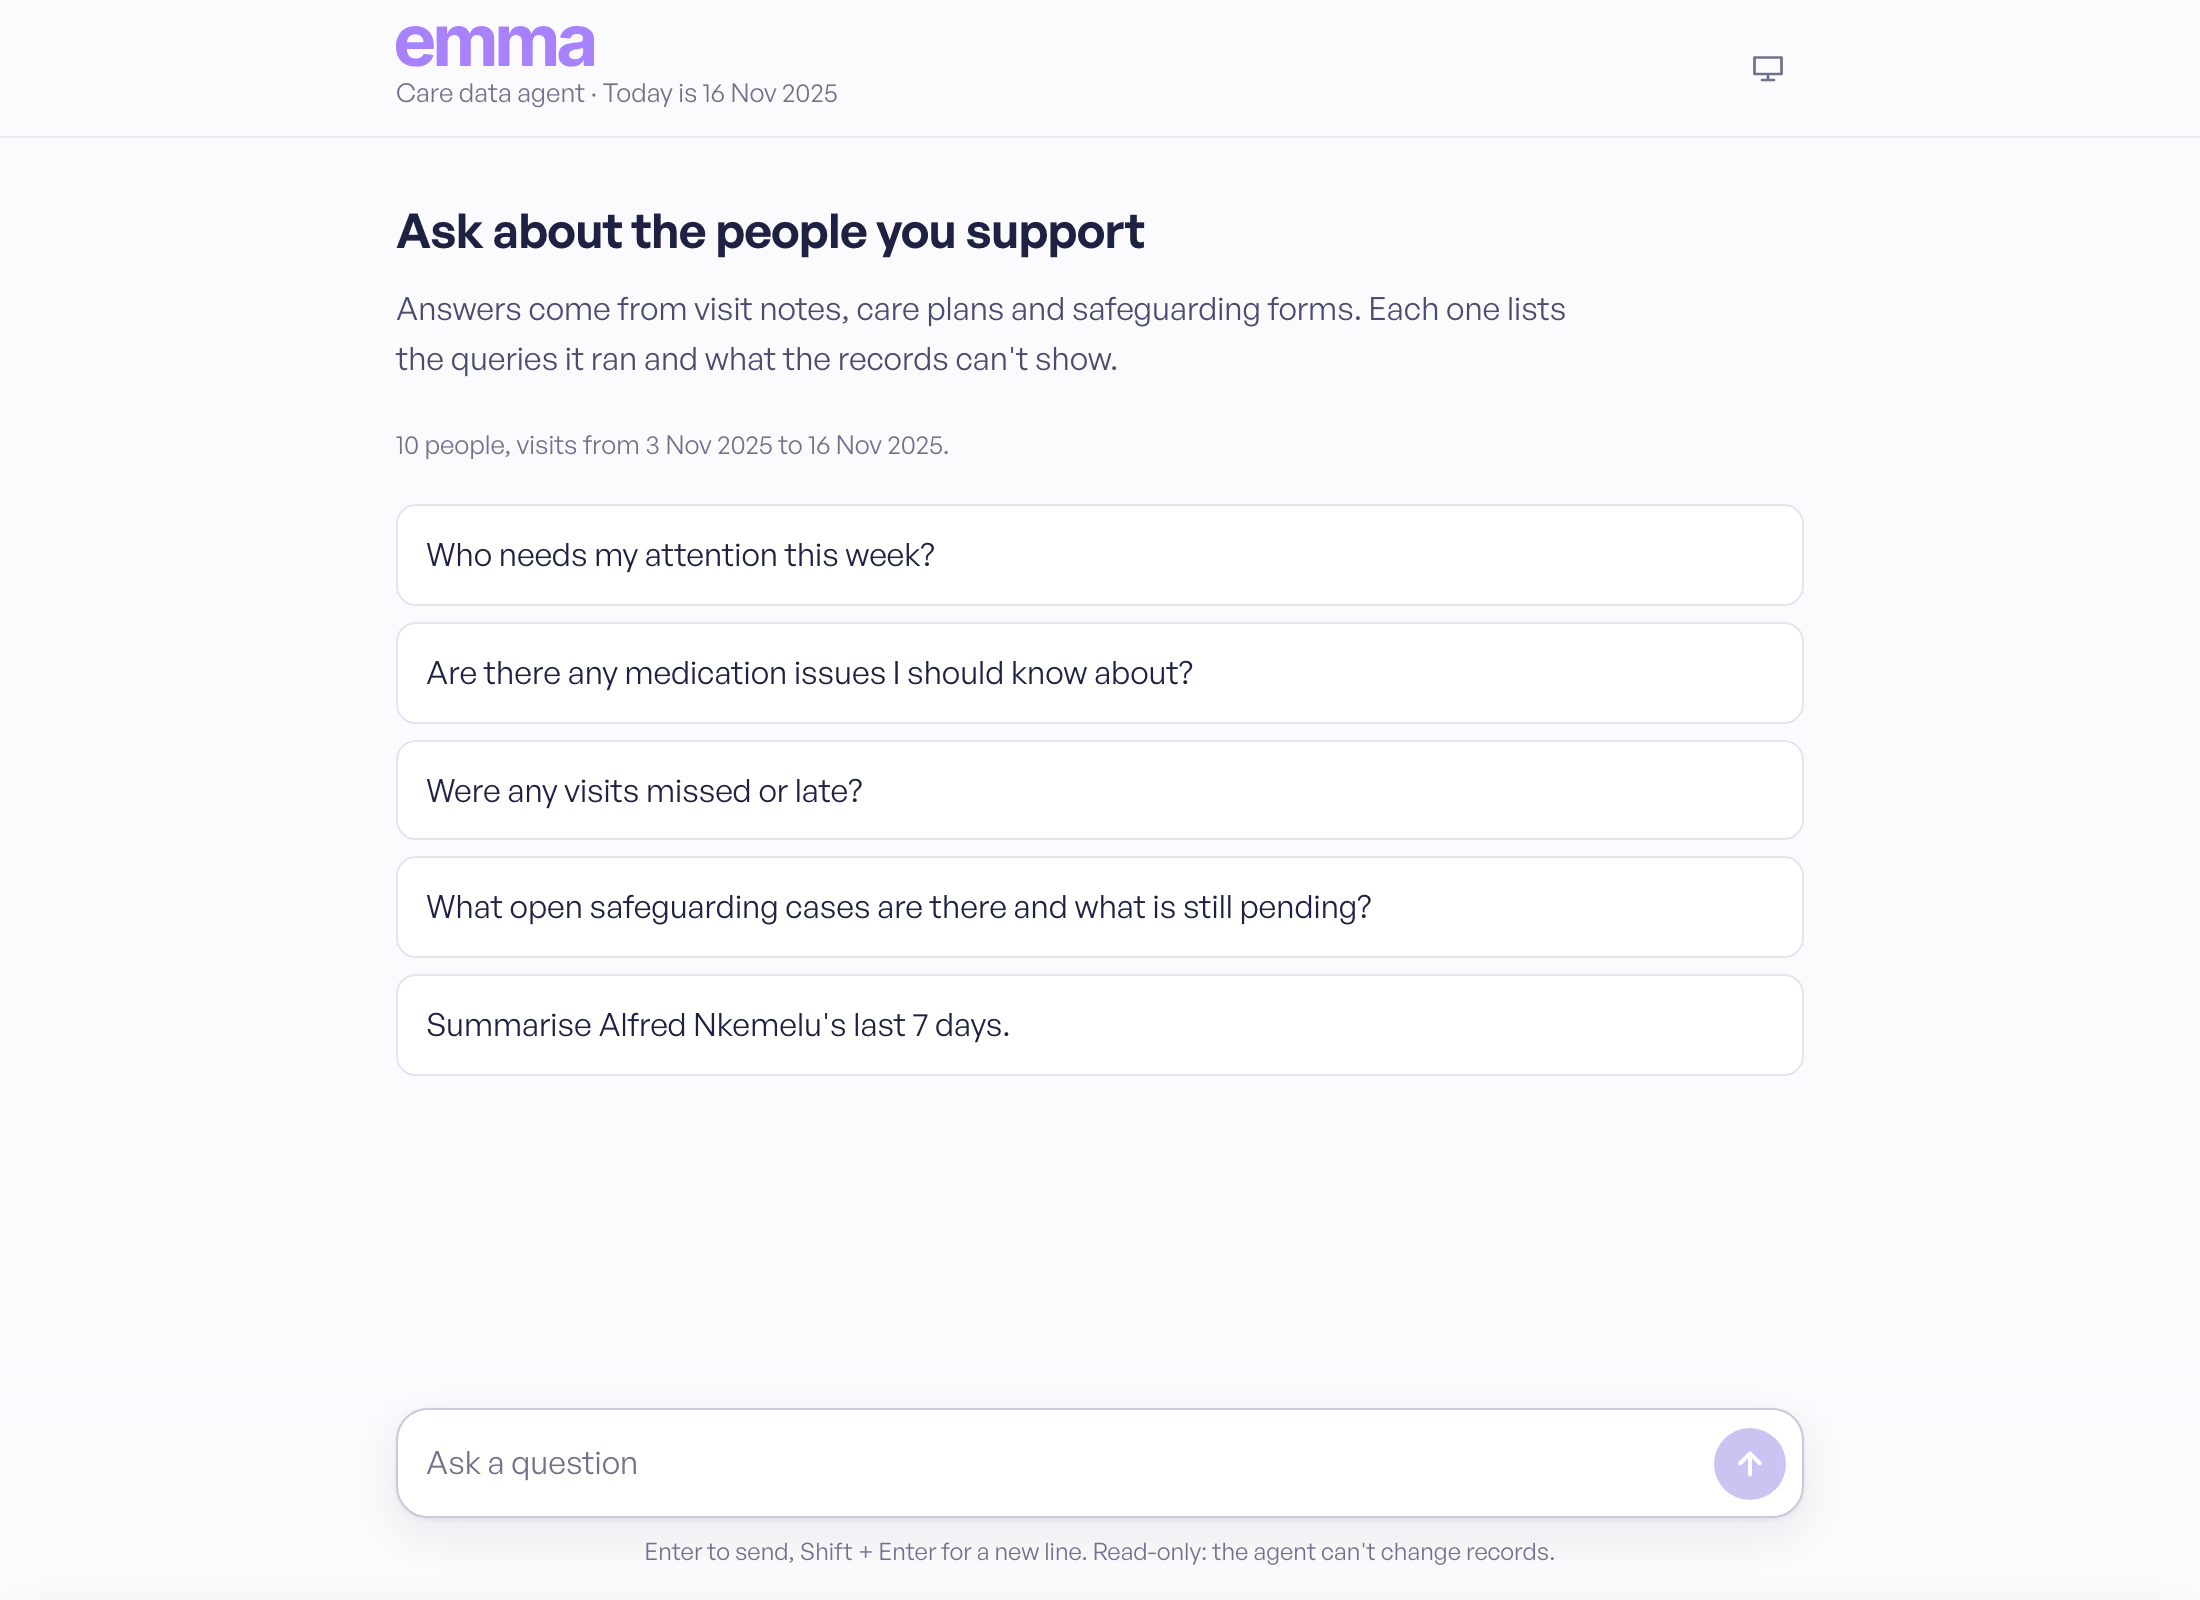 emma
Care data agent · Today is 16 Nov 2025
Ask about the people you support
Answers come from visit notes, care plans and safeguarding forms. Each one lists
the queries it ran and what the records can't show.
10 people, visits from 3 Nov 2025 to 16 Nov 2025.
Who needs my attention this week?
Are there any medication issues I should know about?
Were any visits missed or late?
What open safeguarding cases are there and what is still pending?
Summarise Alfred Nkemelu's last 7 days.
Ask a question
Enter to send, Shift + Enter for a new line. Read-only: the agent can't change records.